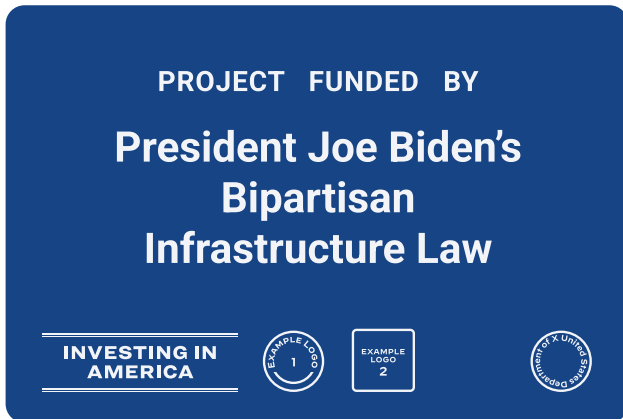 PROJECT FUNDED BY
President Joe Biden’s
Bipartisan
Infrastructure Law
INVESTING IN
AMERICA
EXAMPLE LOGO
1
EXAMPLE
LOGO
2
Department of X United States